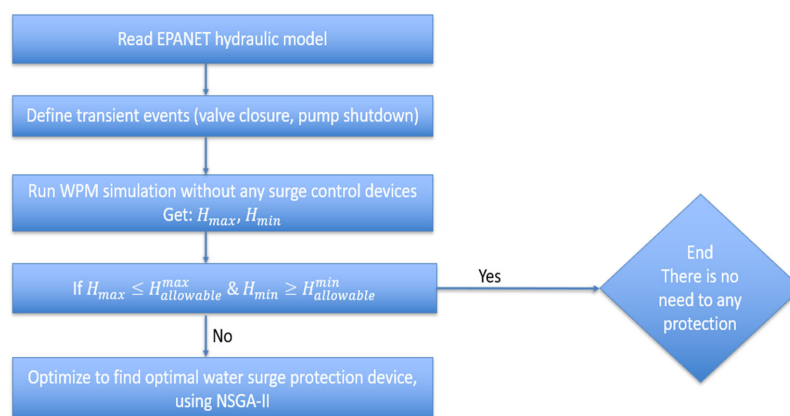 Read EPANET hydraulic model
Define transient events (valve closure, pump shutdown)
Run WPM simulation without any surge control devices
Get: H_max, H_min
If H_max ≤ H_allowable^max & H_min ≥ H_allowable^min
Yes
End
There is no
need to any
protection
No
Optimize to find optimal water surge protection device,
using NSGA-II